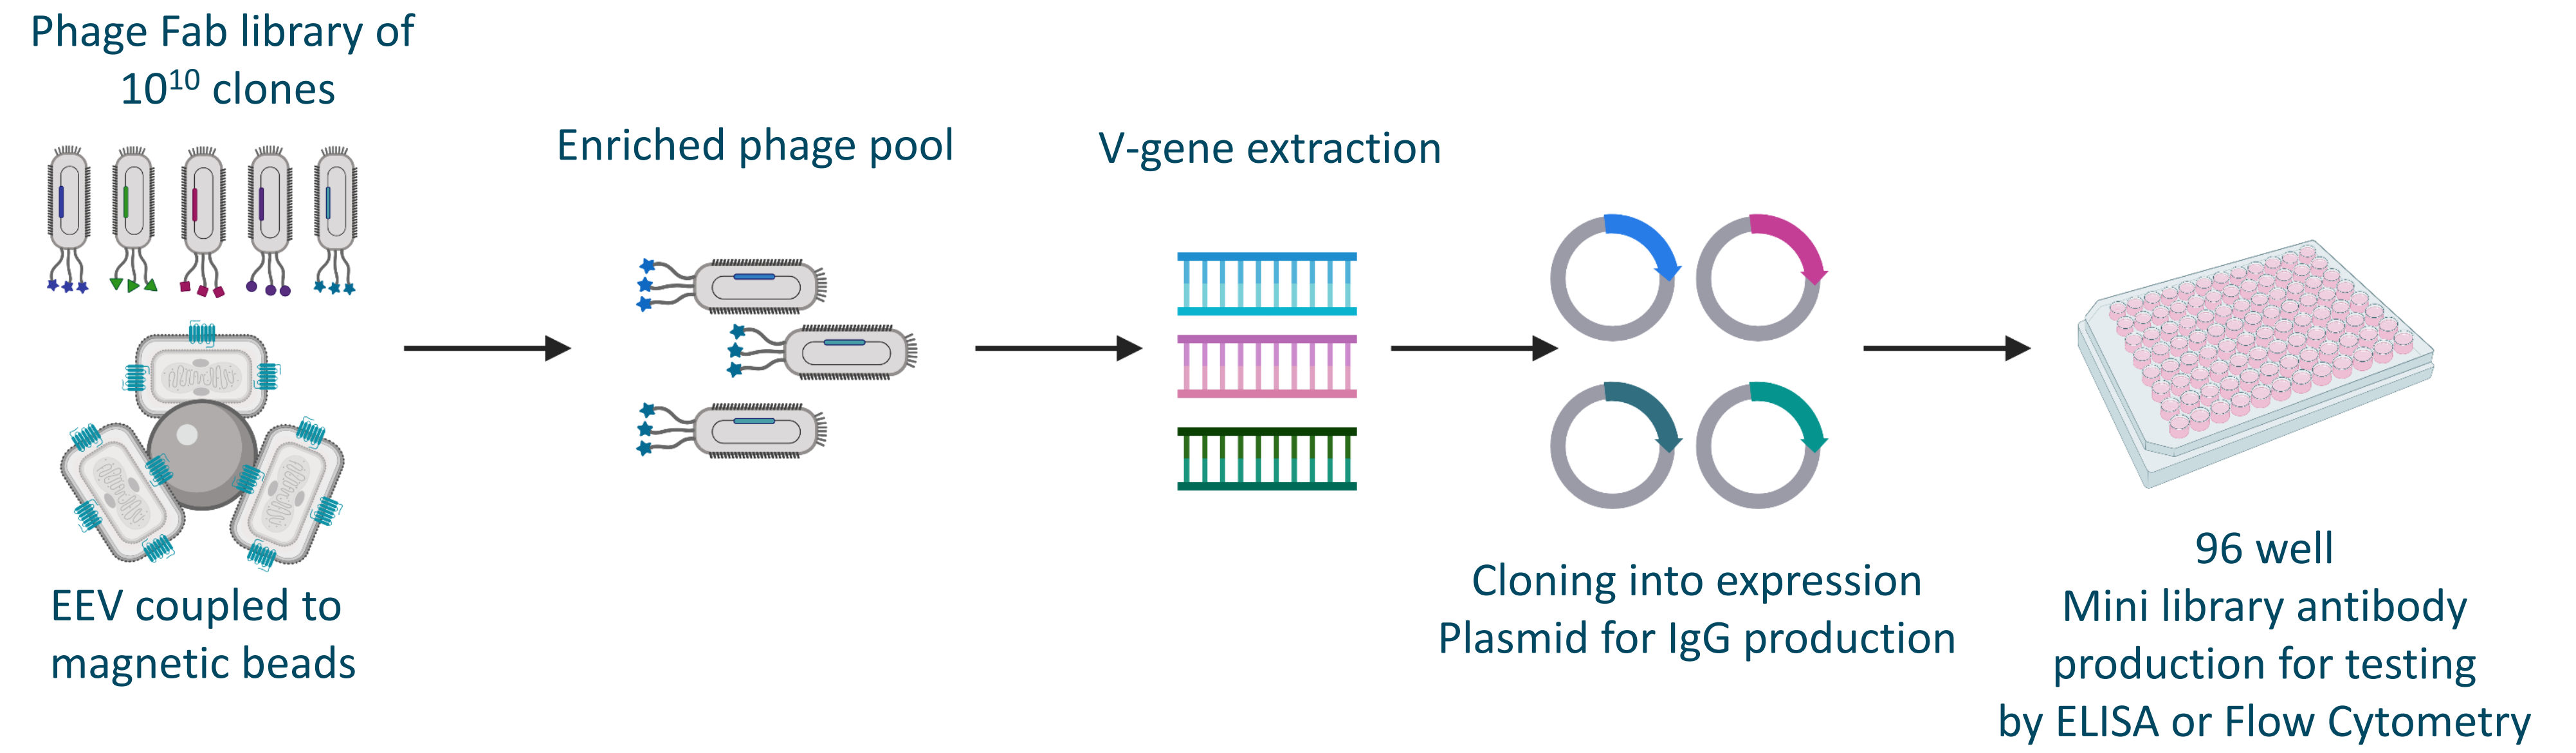 Phage Fab library of
10¹⁰ clones
EEV coupled to
magnetic beads
Enriched phage pool
V-gene extraction
Cloning into expression
Plasmid for IgG production
96 well
Mini library antibody
production for testing
by ELISA or Flow Cytometry